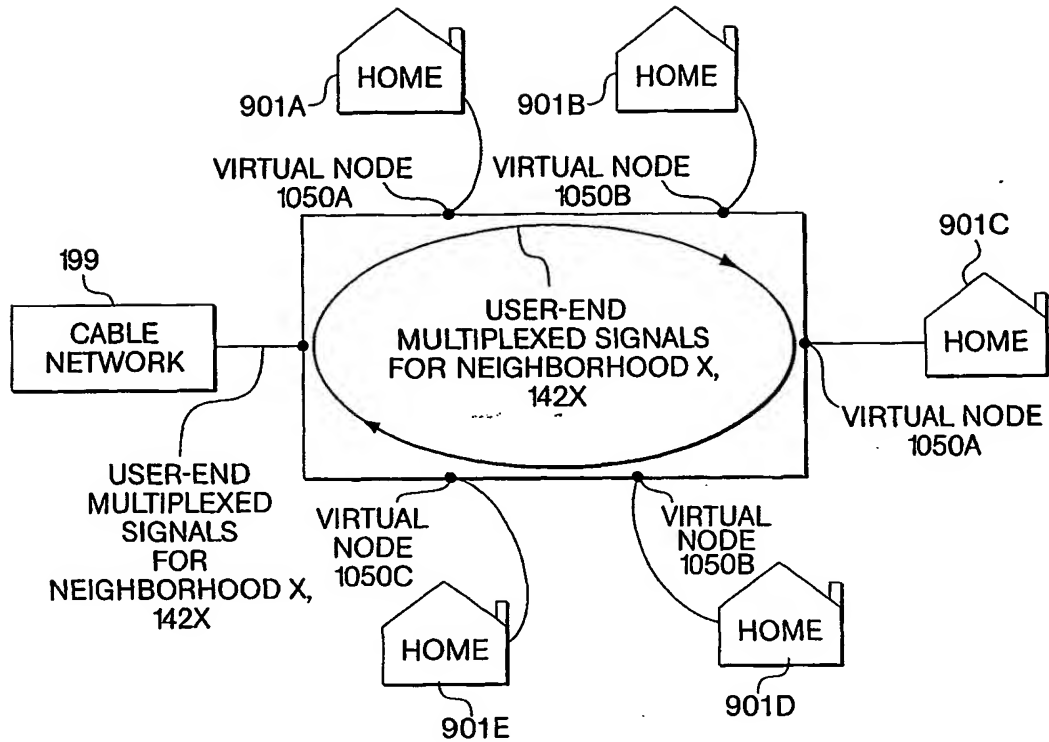 HOME
901A
HOME
901B
VIRTUAL NODE
1050A
VIRTUAL NODE
1050B
901C
HOME
199
CABLE
NETWORK
USER-END
MULTIPLEXED SIGNALS
FOR NEIGHBORHOOD X,
142X
VIRTUAL NODE
1050A
USER-END
MULTIPLEXED
SIGNALS
FOR
NEIGHBORHOOD X,
142X
VIRTUAL
NODE
1050C
VIRTUAL
NODE
1050B
HOME
901E
HOME
901D